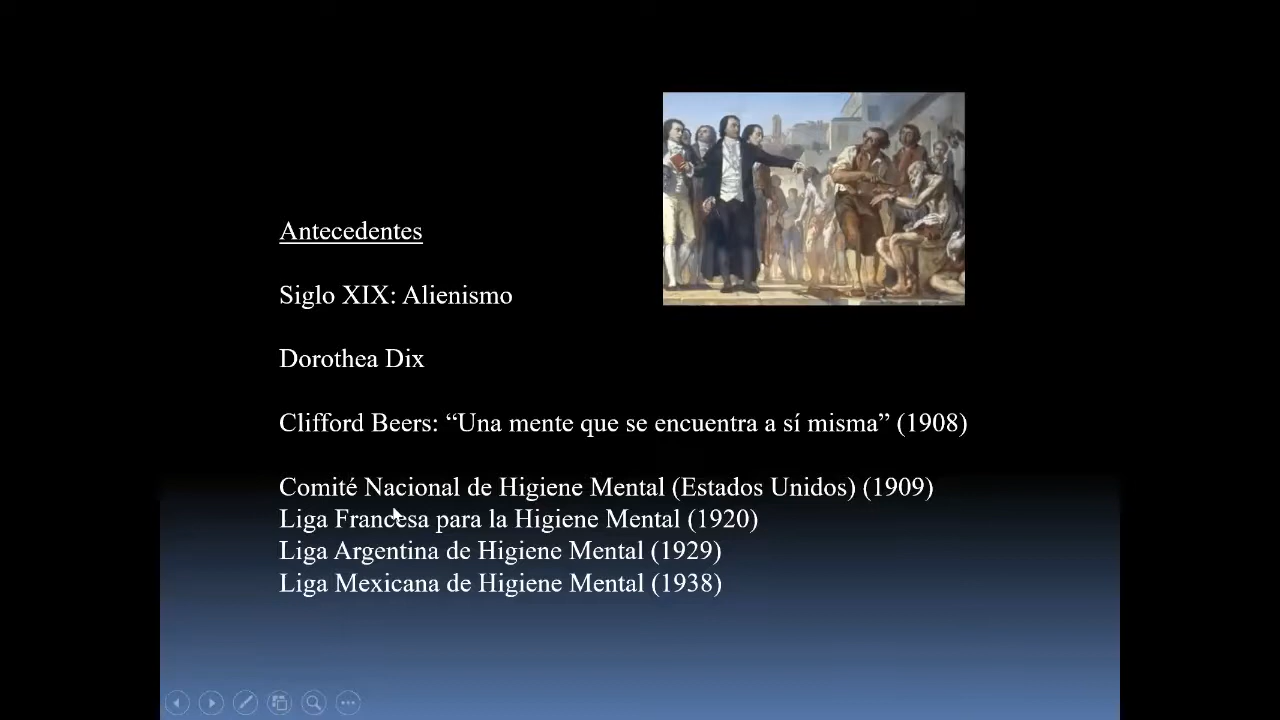 Antecedentes
Siglo XIX: Alienismo
Dorothea Dix
Clifford Beers: “Una mente que se encuentra a sí misma” (1908)
Comité Nacional de Higiene Mental (Estados Unidos) (1909)
Liga Francesa para la Higiene Mental (1920)
Liga Argentina de Higiene Mental (1929)
Liga Mexicana de Higiene Mental (1938)